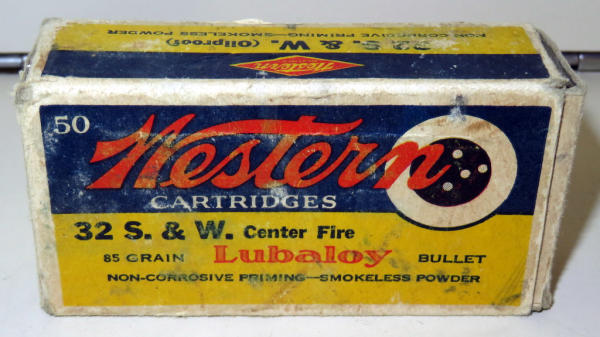 NON CORROSIVE PRIMING-SMOKELESS POWDER
32 S. & W. (Oilproof)
Western
50
Western
CARTRIDGES
32 S. & W. Center Fire
85 GRAIN Lubaloy BULLET
NON-CORROSIVE PRIMING—SMOKELESS POWDER